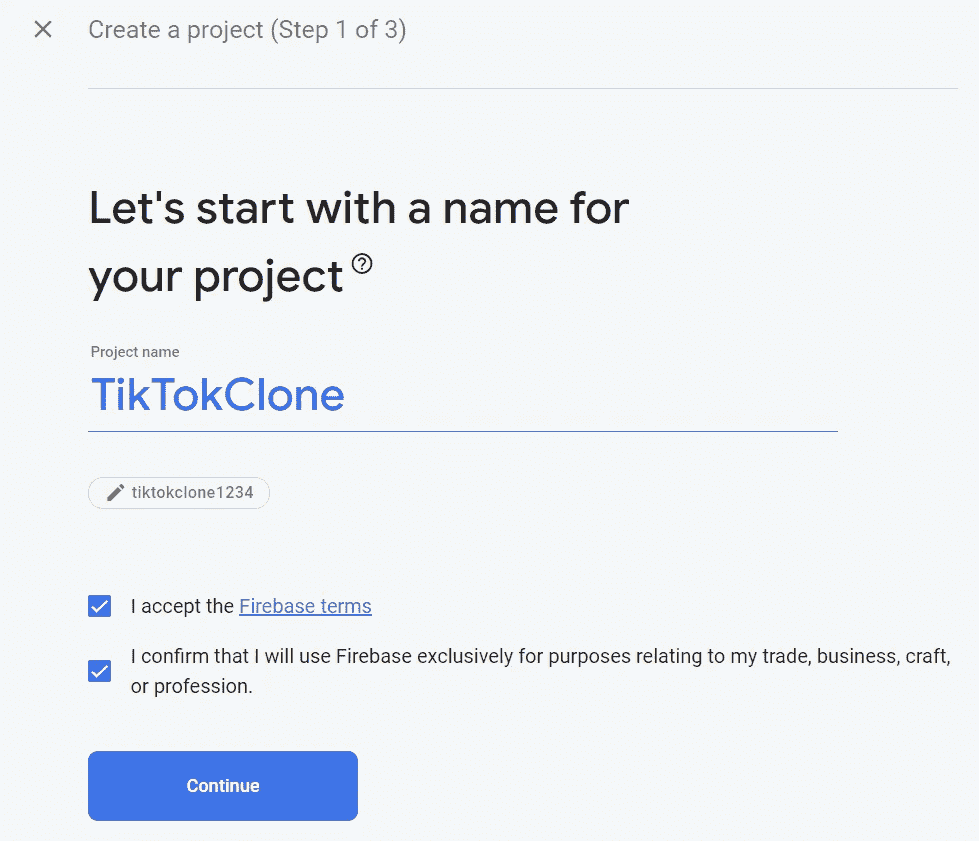 Create a project (Step 1 of 3)
Let's start with a name for
your project
Project name
TikTokClone
tiktokclone1234
I accept the Firebase terms
I confirm that I will use Firebase exclusively for purposes relating to my trade, business, craft,
or profession.
Continue